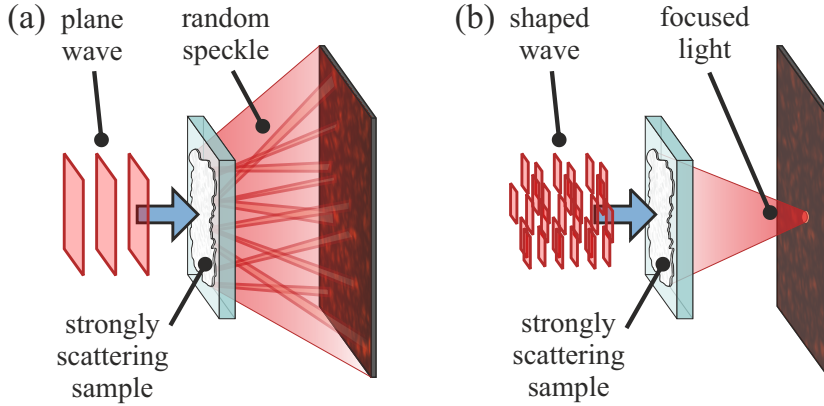 (a)
plane
wave
random
speckle
strongly
scattering
sample
(b)
shaped
wave
focused
light
strongly
scattering
sample